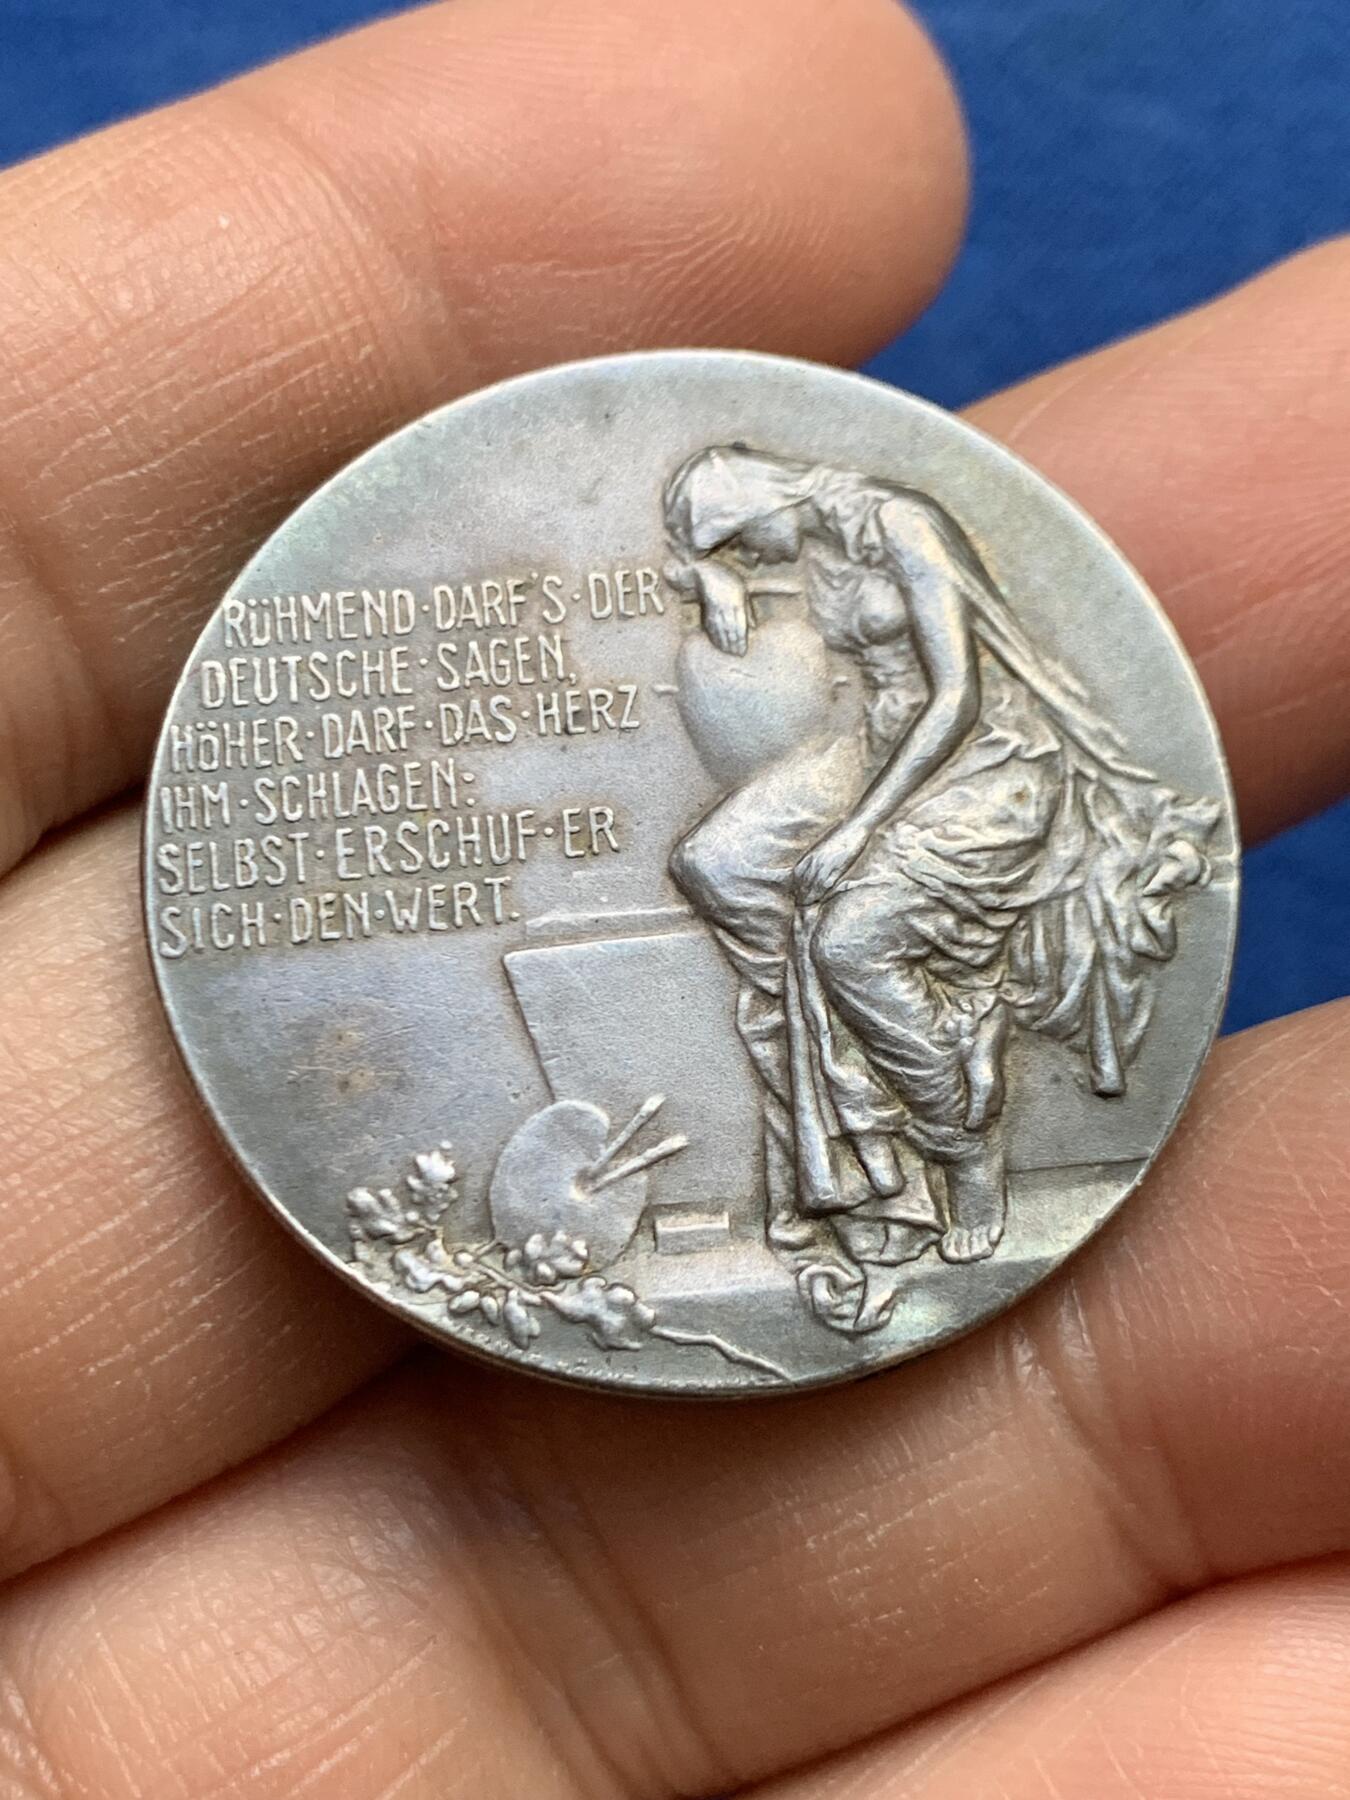 RÜHMEND·DARF'S·DER
DEUTSCHE·SAGEN,
HÖHER·DARF·DAS·HERZ
IHM·SCHLAGEN:
SELBST·ERSCHUF·ER
SICH·DEN·WERT.